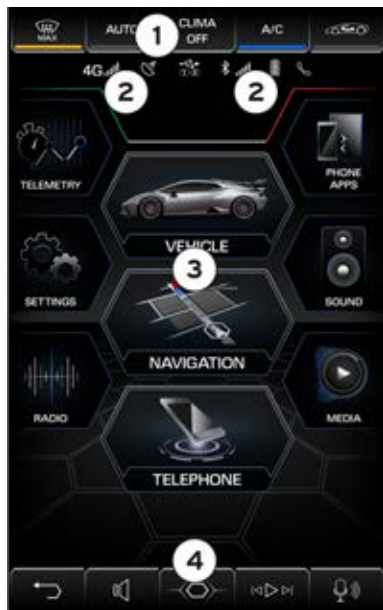 MAX
AUTO
CLIMA
OFF
A/C
1
4G
2
2
TELEMETRY
PHONE
APPS
VEHICLE
3
SETTINGS
SOUND
NAVIGATION
RADIO
MEDIA
TELEPHONE
4